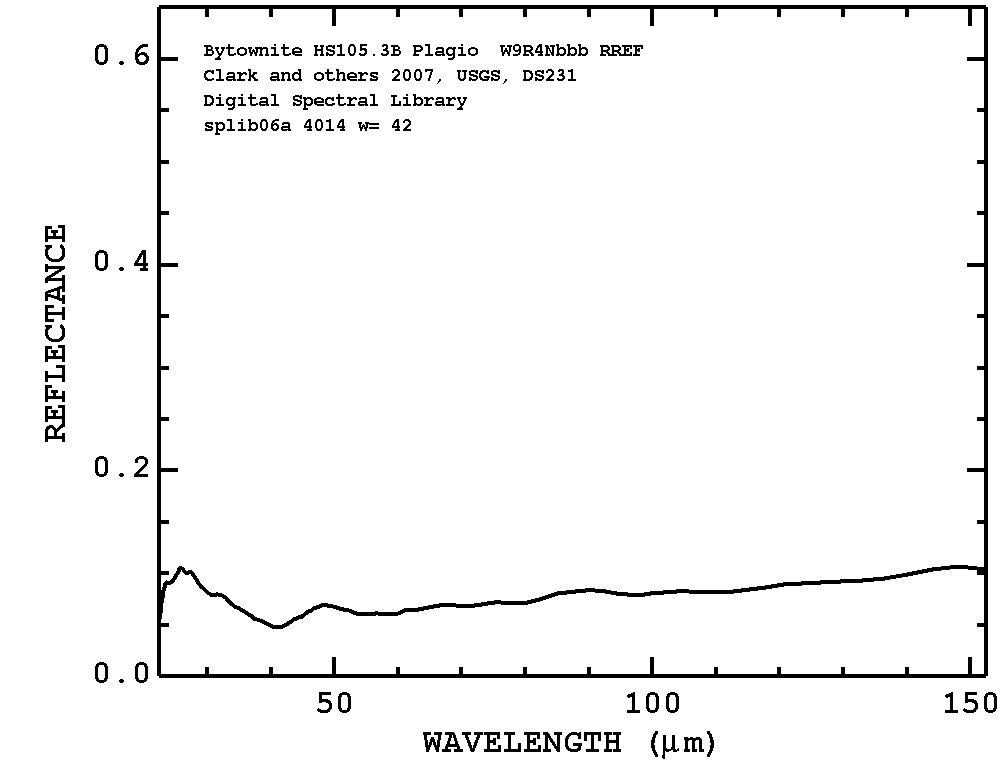 Bytownite HS105.3B Plagio  W9R4Nbbb RREF
Clark and others 2007, USGS, DS231
Digital Spectral Library
splib06a 4014 w= 42
REFLECTANCE
0.6
0.4
0.2
0.0
50 100 150
WAVELENGTH (μm)